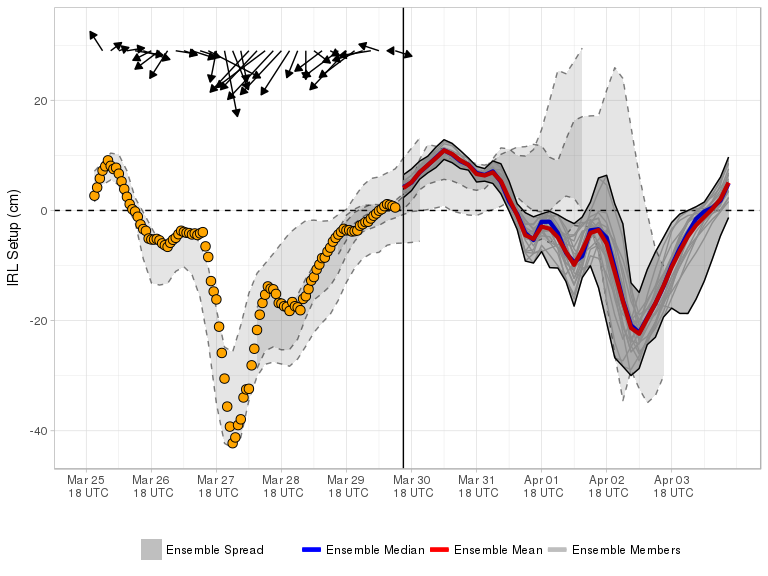 IRL Setup (cm)
20
0
-20
-40
Mar 25 Mar 26 Mar 27 Mar 28 Mar 29 Mar 30 Mar 31 Apr 01 Apr 02 Apr 03
18 UTC 18 UTC 18 UTC 18 UTC 18 UTC 18 UTC 18 UTC 18 UTC 18 UTC 18 UTC
Ensemble Spread Ensemble Median Ensemble Mean Ensemble Members